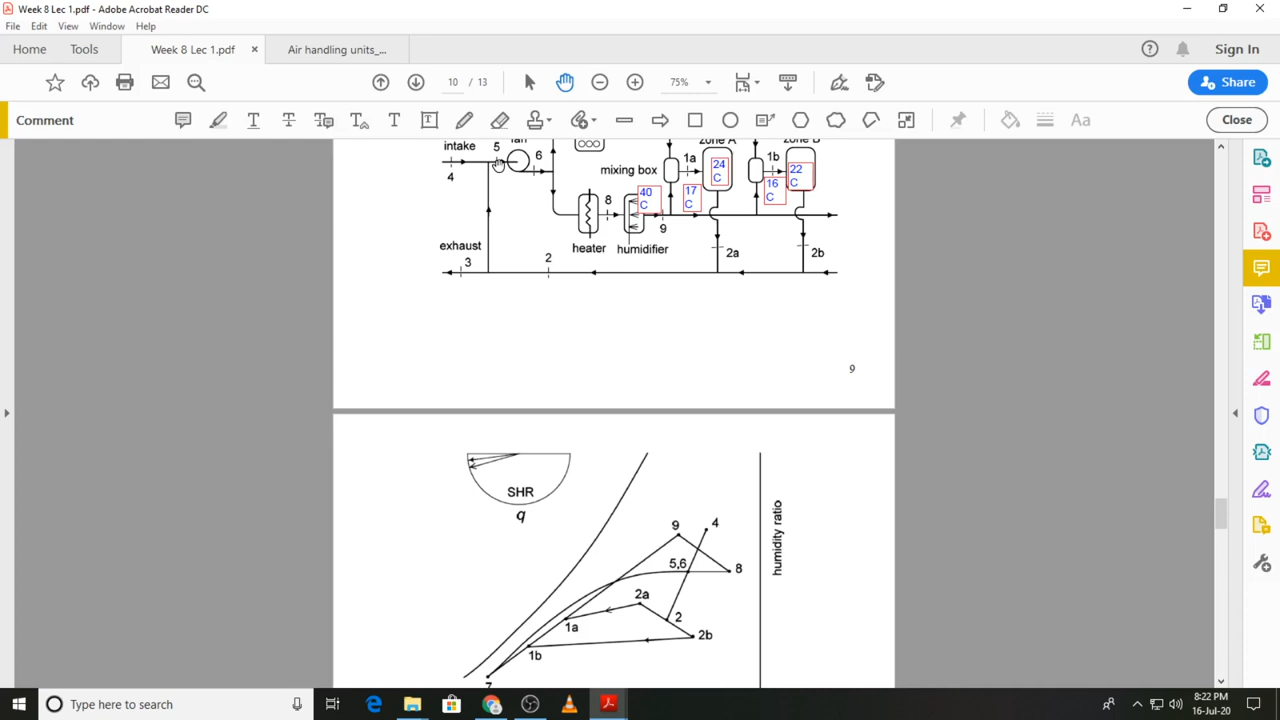 Week 8 Lec 1.pdf - Adobe Acrobat Reader DC
File Edit View Window Help
Home Tools Week 8 Lec 1.pdf × Air handling units_... Sign In
10 / 13 75% Share
Comment Close
intake 5 fan 6 4
mixing box 1a zone A 24 C 1b zone B 22 C
40 C 17 C 16 C
8 9
heater humidifier
exhaust 3 2 2a 2b
9
SHR
q
humidity ratio
9 4
5,6 8
2a 2
1a 2b
1b
7
Type here to search
8:22 PM
16-Jul-20